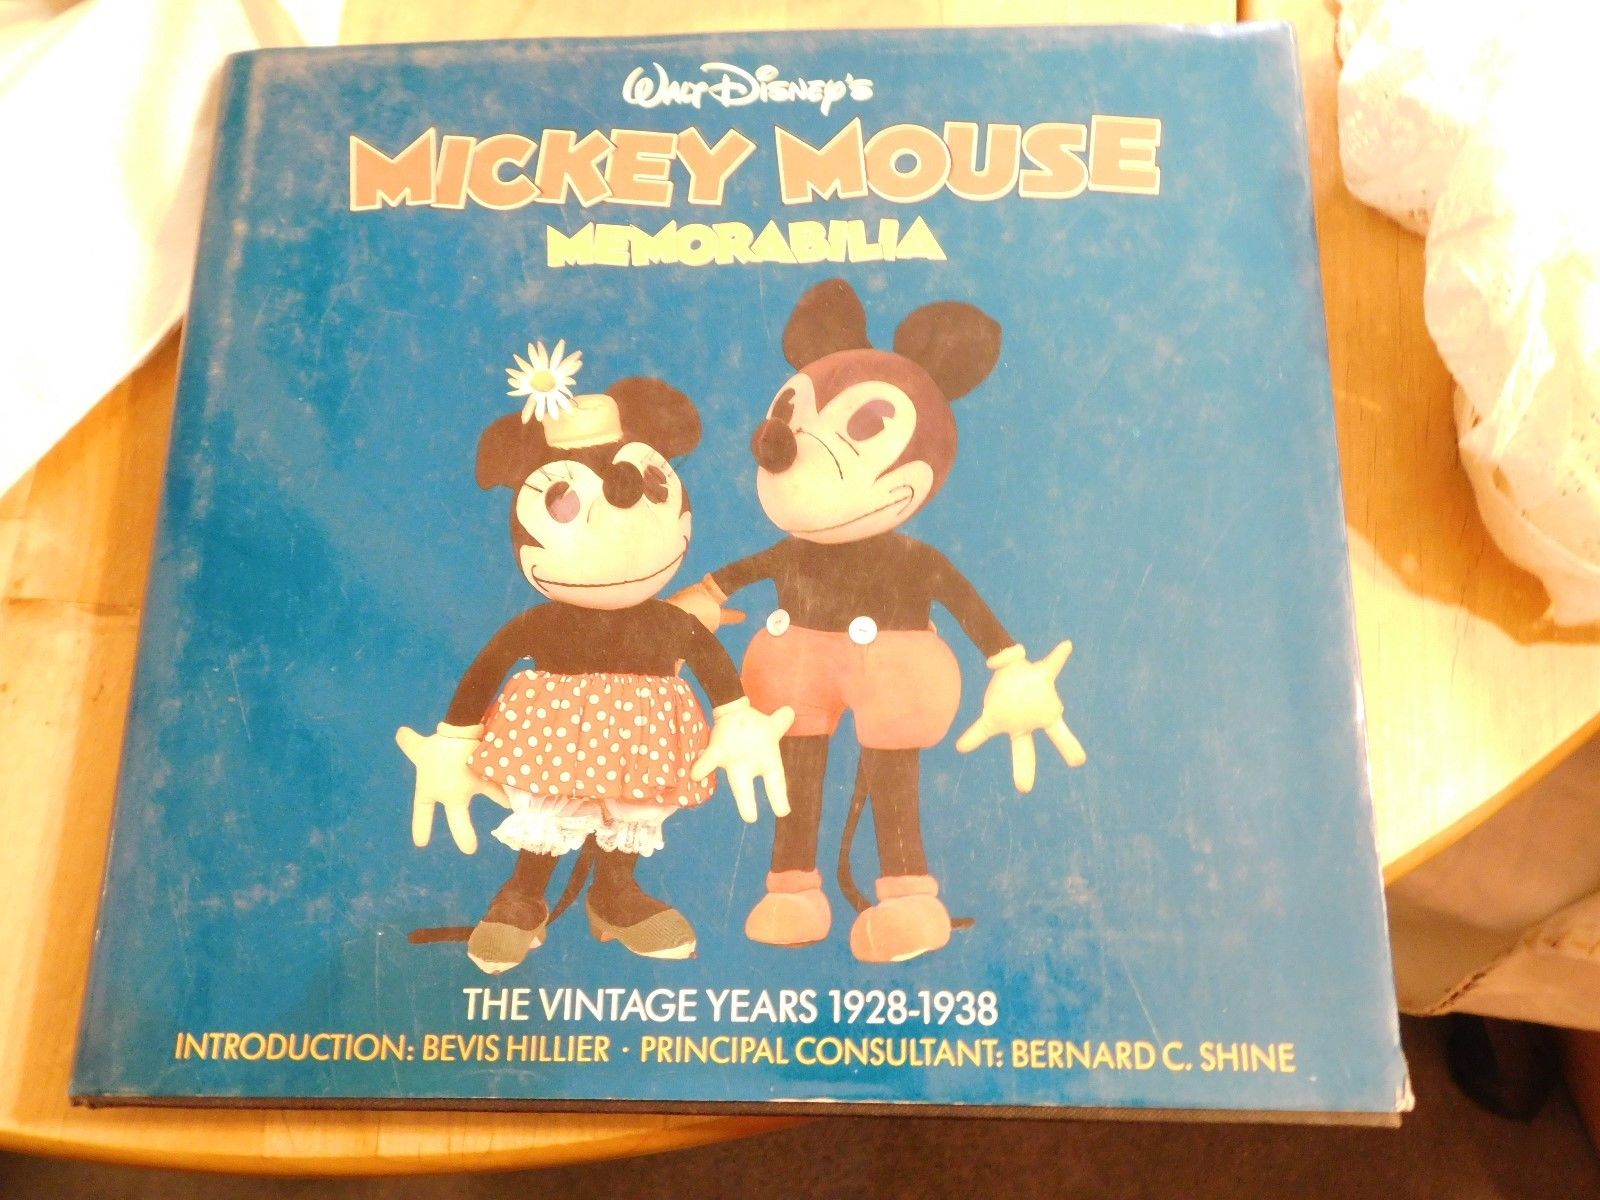 WALT DISNEY'S
MICKEY MOUSE
MEMORABILIA
THE VINTAGE YEARS 1928-1938
INTRODUCTION: BEVIS HILLIER · PRINCIPAL CONSULTANT: BERNARD C. SHINE